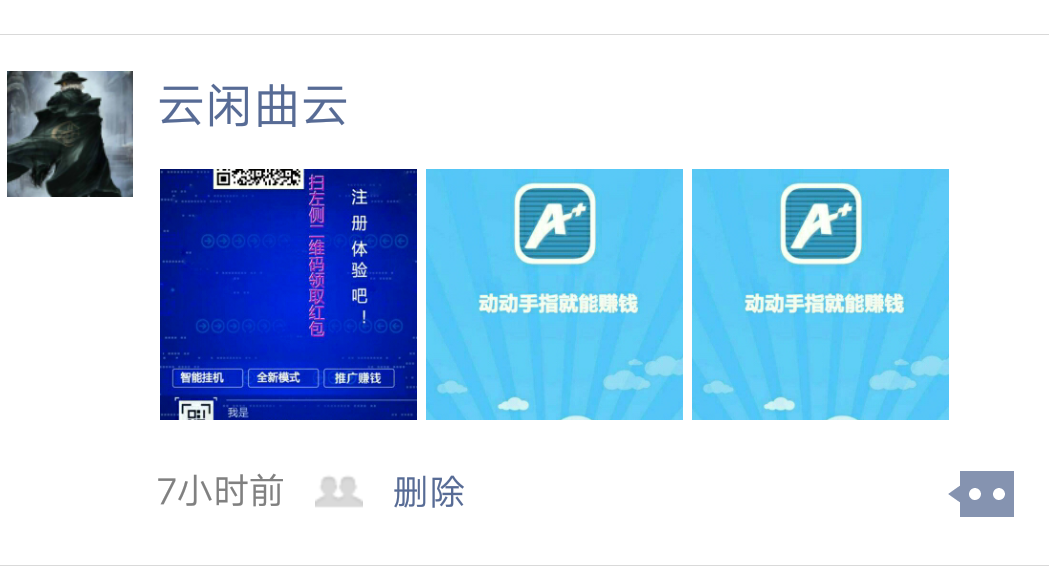 云闲曲云
扫左侧二维码领取红包
注册体验吧！
智能挂机 全新模式 推广赚钱
我是
A+
动动手指就能赚钱
A+
动动手指就能赚钱
7小时前 删除